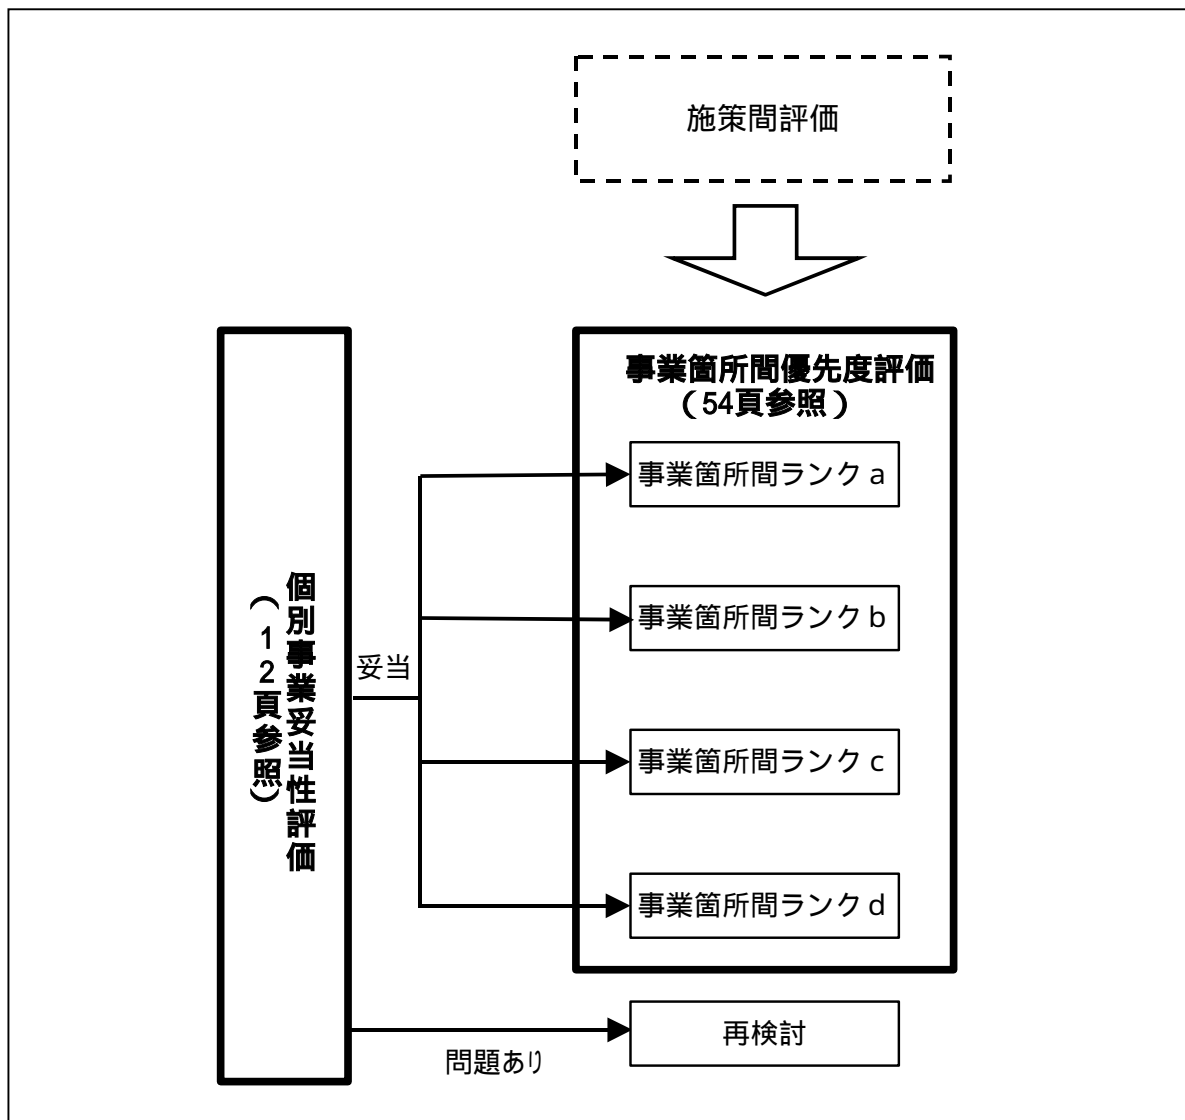 施策間評価
事業箇所間優先度評価
（54頁参照）
事業箇所間ランクａ
事業箇所間ランクｂ
事業箇所間ランクｃ
事業箇所間ランクｄ
個別事業妥当性評価
（12頁参照）
妥当
問題あり
再検討